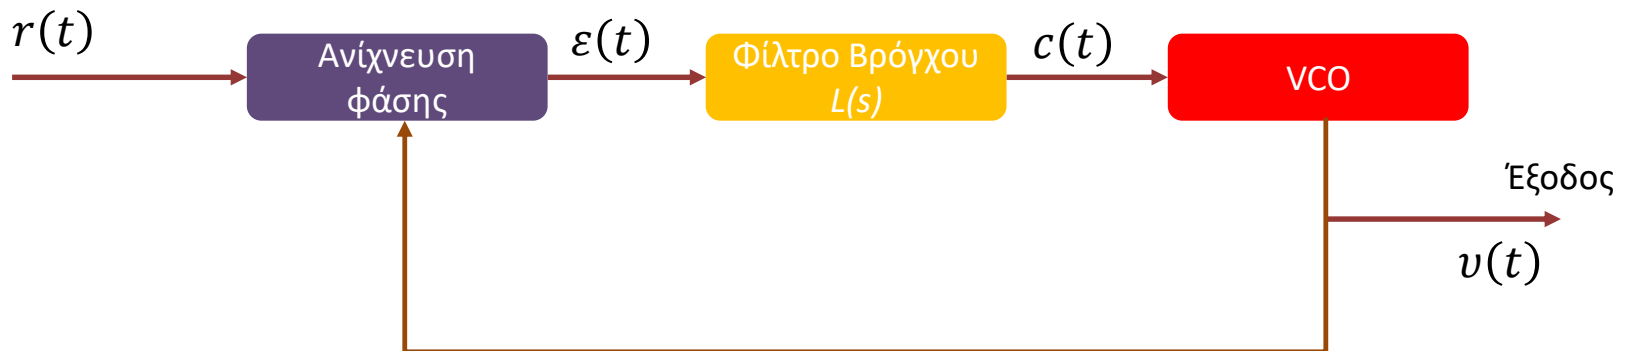 r(t)
Ανίχνευση
φάσης
ε(t)
Φίλτρο Βρόγχου
L(s)
c(t)
VCO
Έξοδος
υ(t)